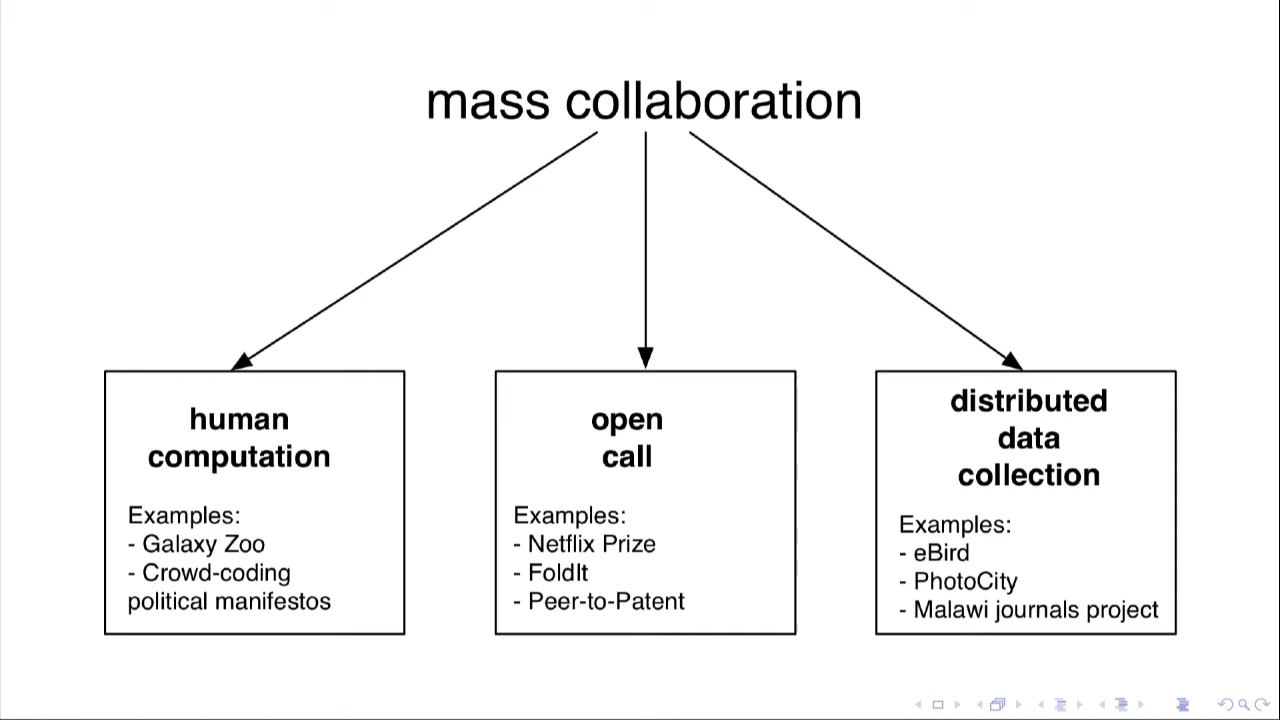 mass collaboration
human
computation
Examples:
- Galaxy Zoo
- Crowd-coding
political manifestos
open
call
Examples:
- Netflix Prize
- FoldIt
- Peer-to-Patent
distributed
data
collection
Examples:
- eBird
- PhotoCity
- Malawi journals project